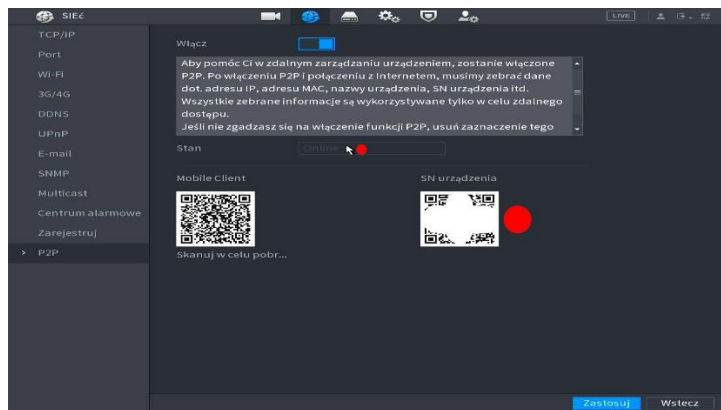 SIEĆ
LIVE
TCP/IP
Port
Wi-Fi
3G/4G
DDNS
UPnP
E-mail
SNMP
Multicast
Centrum alarmowe
Zarejestruj
> P2P
Włącz
Aby pomóc Ci w zdalnym zarządzaniu urządzeniem, zostanie włączone
P2P. Po włączeniu P2P i połączeniu z Internetem, musimy zebrać dane
dot. adresu IP, adresu MAC, nazwy urządzenia, SN urządzenia itd.
Wszystkie zebrane informacje są wykorzystywane tylko w celu zdalnego
dostępu.
Jeśli nie zgadzasz się na włączenie funkcji P2P, usuń zaznaczenie tego
Stan
Online
Mobile Client
SN urządzenia
Skanuj w celu pobr...
Zastosuj
Wstecz